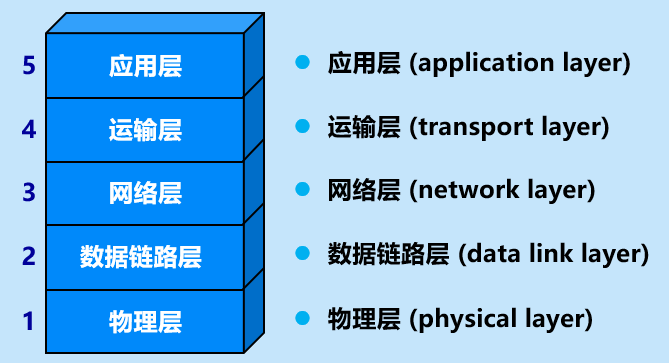 5 应用层 ● 应用层 (application layer)
4 运输层 ● 运输层 (transport layer)
3 网络层 ● 网络层 (network layer)
2 数据链路层 ● 数据链路层 (data link layer)
1 物理层 ● 物理层 (physical layer)